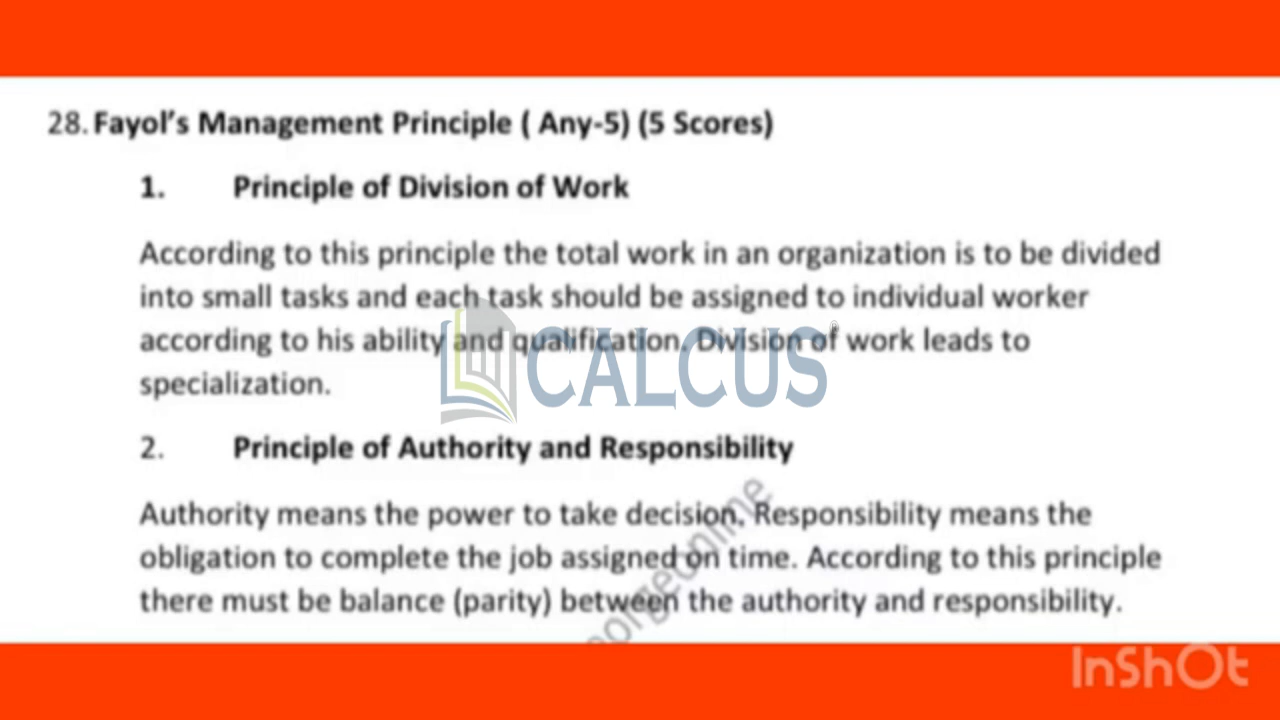 28. Fayol's Management Principle ( Any-5) (5 Scores)
1. Principle of Division of Work
According to this principle the total work in an organization is to be divided
into small tasks and each task should be assigned to individual worker
according to his ability and qualification. Division of work leads to
specialization.
CALCUS
2. Principle of Authority and Responsibility
Authority means the power to take decision. Responsibility means the
obligation to complete the job assigned on time. According to this principle
there must be balance (parity) between the authority and responsibility.
InShOt